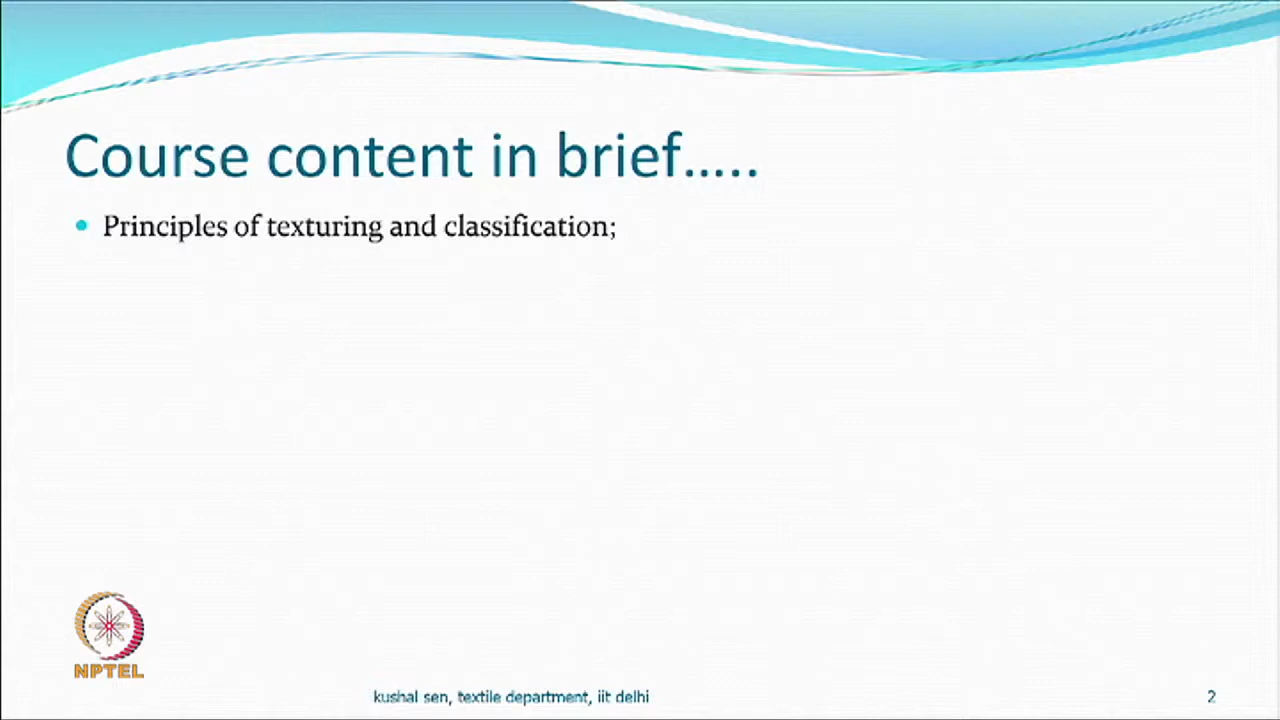 Course content in brief.....
Principles of texturing and classification;
NPTEL
kushal sen, textile department, iit delhi
2